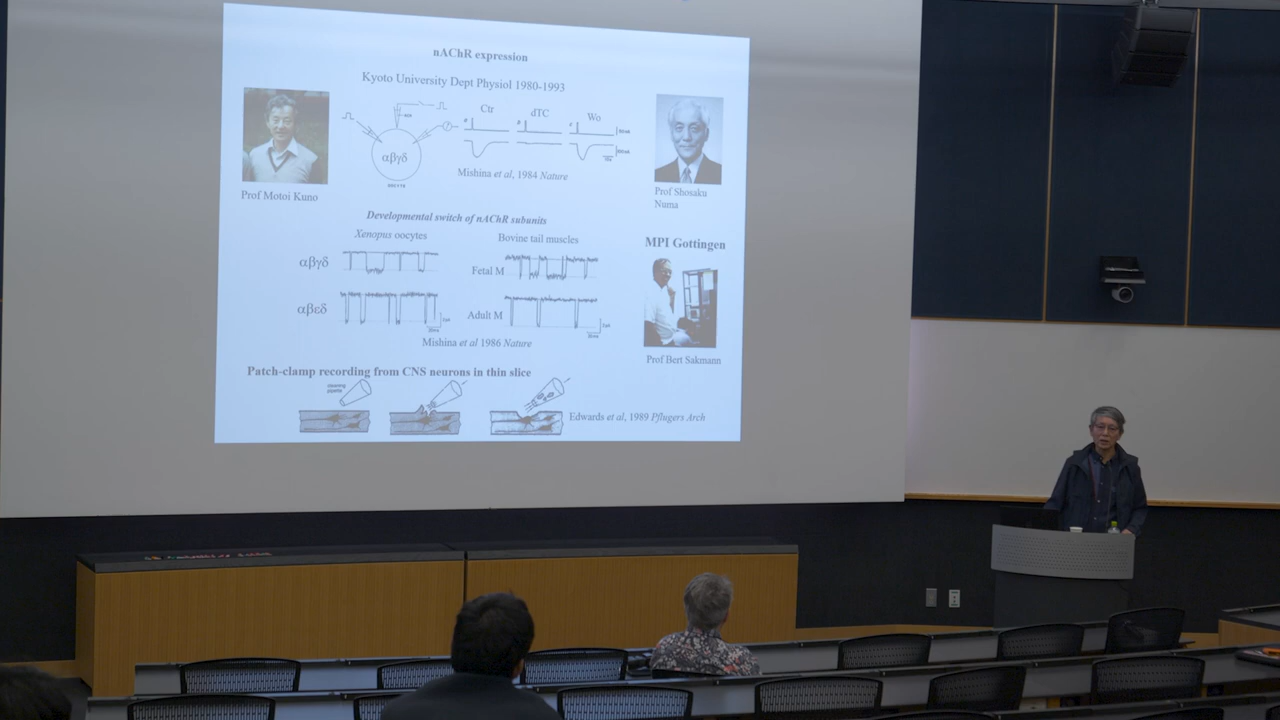 nAChR expression
Kyoto University Dept Physiol 1980-1993
Ctr
dTC
Wo
αβγδ
Mishina et al, 1984 Nature
Prof Motoi Kuno
Prof Shosaku
Numa
Developmental switch of nAChR subunits
Xenopus oocytes
Bovine tail muscles
MPI Gottingen
αβγδ
Fetal M
αβεδ
Adult M
Mishina et al 1986 Nature
Prof Bert Sakmann
Patch-clamp recording from CNS neurons in thin slice
cleaning
pipette
Edwards et al, 1989 Pflugers Arch